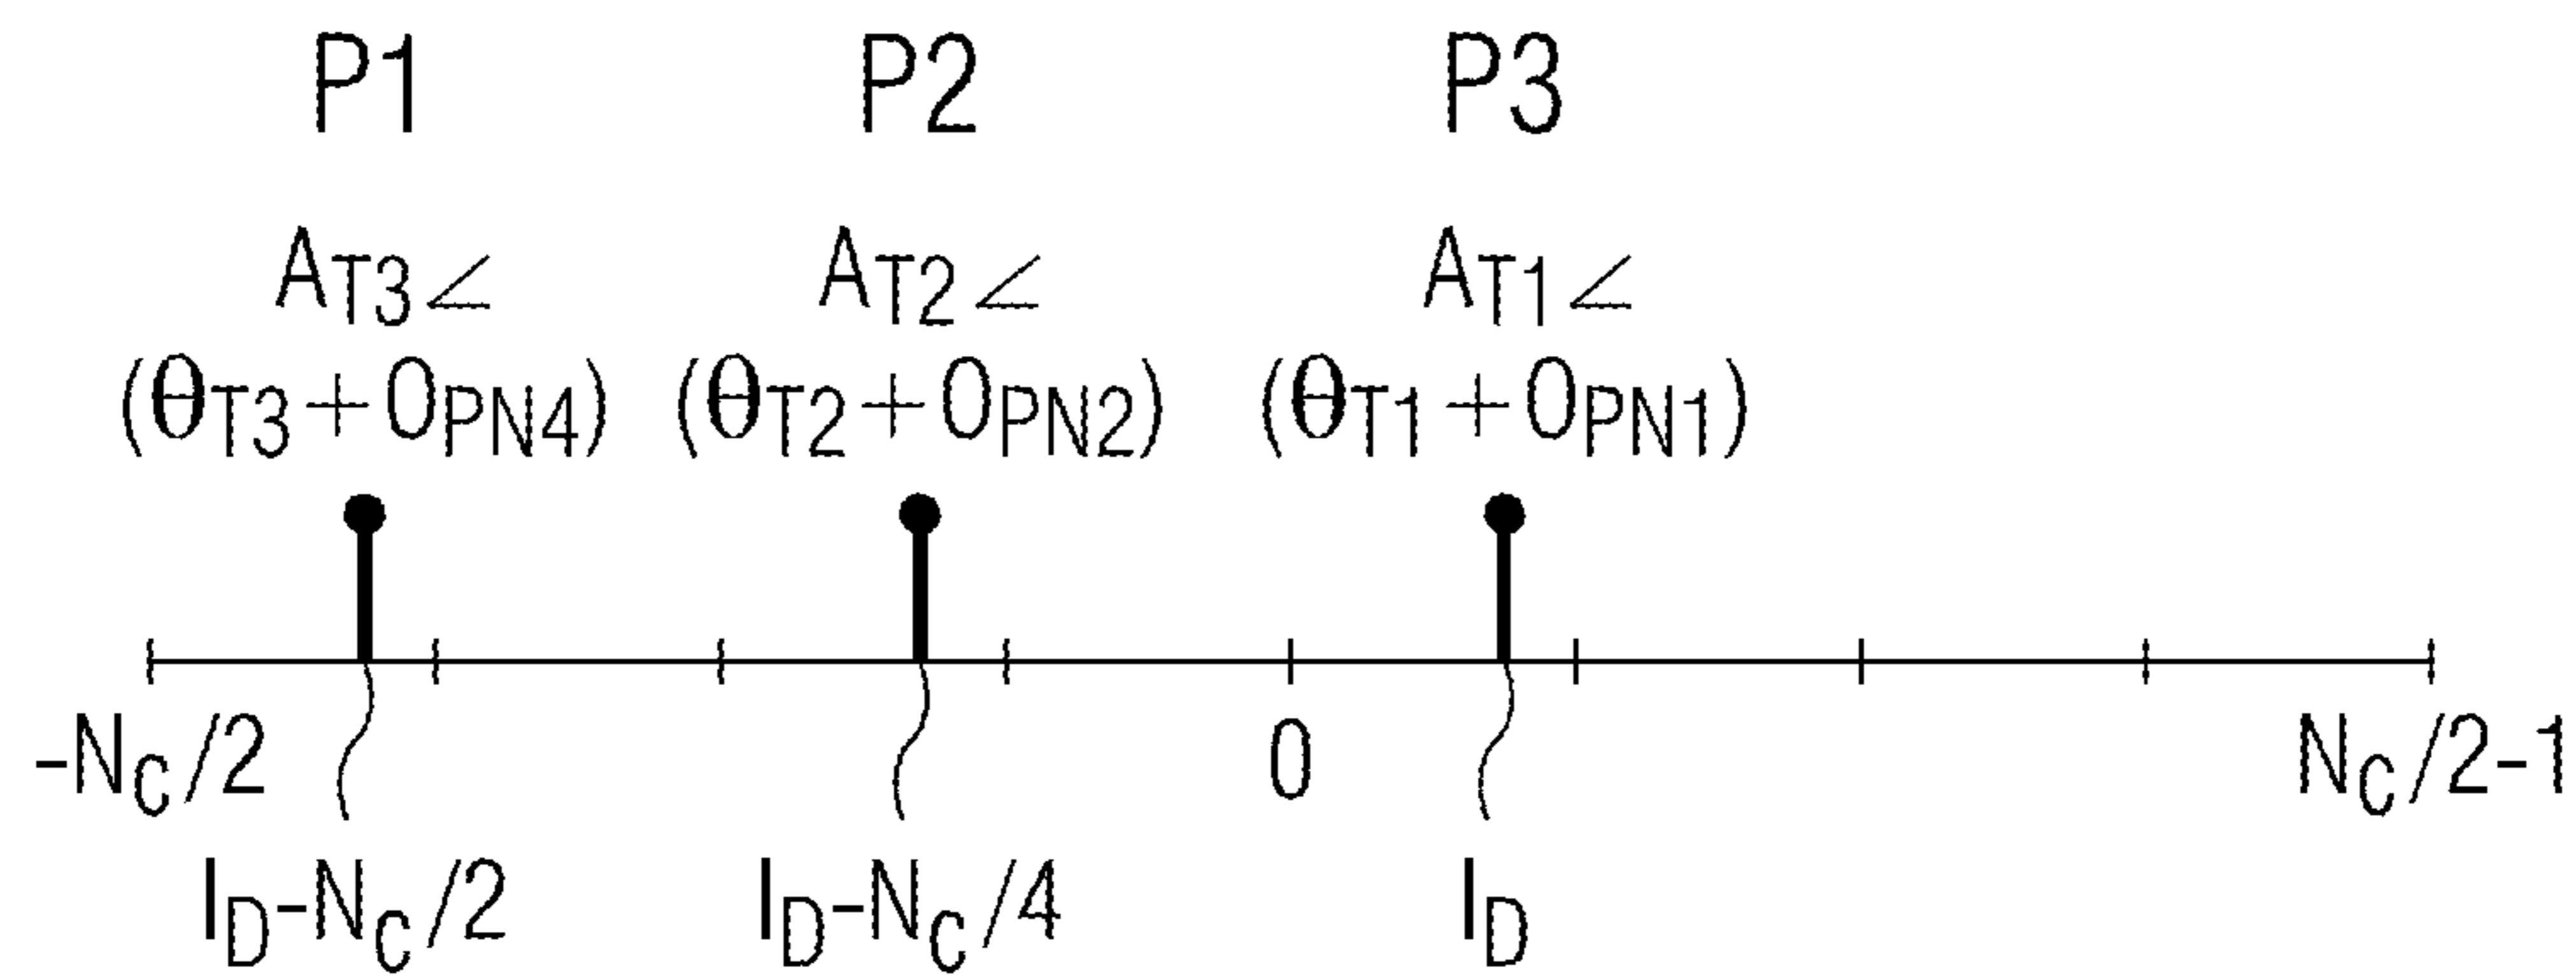 P1 P2 P3
AT3∠ AT2∠ AT1∠
(θT3+OPN4) (θT2+OPN2) (θT1+OPN1)
-NC/2 0 NC/2-1
ID-NC/2 ID-NC/4 ID